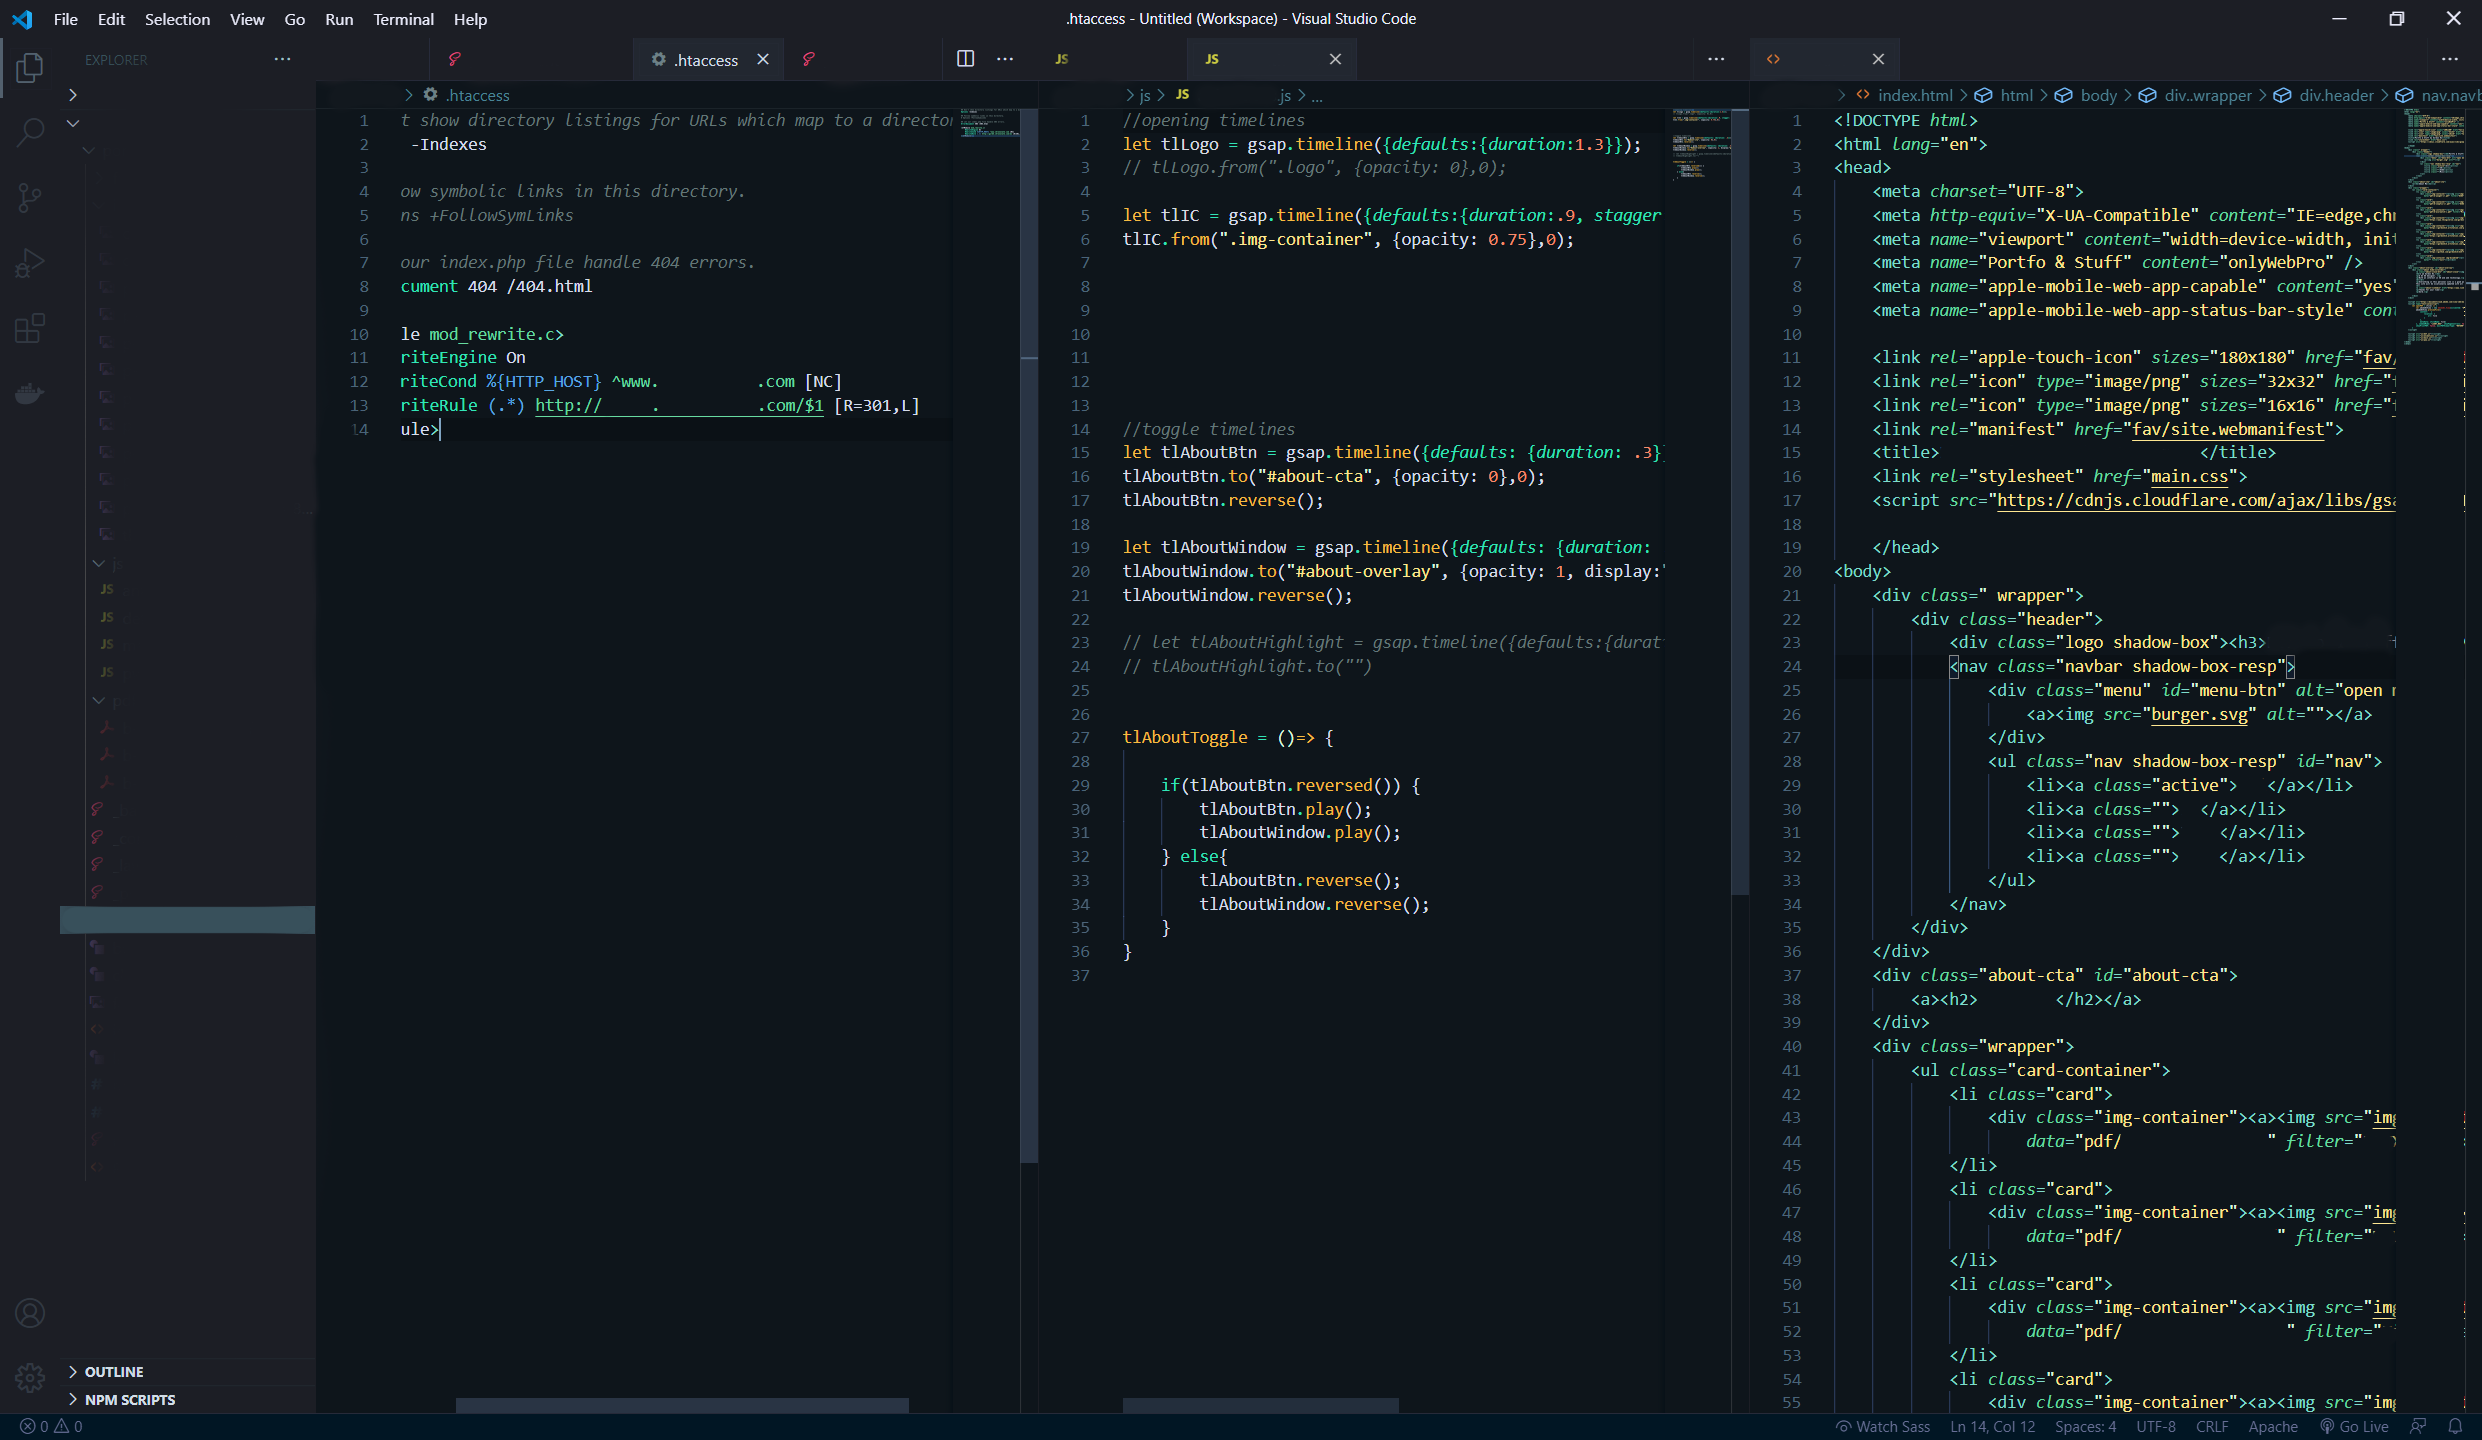 File Edit Selection View Go Run Terminal Help
.htaccess - Untitled (Workspace) - Visual Studio Code
EXPLORER
OUTLINE
NPM SCRIPTS
.htaccess
.htaccess
1 t show directory listings for URLs which map to a
2 -Indexes
3
4 ow symbolic links in this directory.
5 ns +FollowSymLinks
6
7 our index.php file handle 404 errors.
8 cument 404 /404.html
9
10 le mod_rewrite.c>
11 riteEngine On
12 riteCond %{HTTP_HOST} ^www. .com [NC]
13 riteRule (.*) http:// . .com/$1 [R=301,L]
14 ule>
JS
JS
js JS .js > ...
1 //opening timelines
2 let tlLogo = gsap.timeline({defaults:{duration:1.3}});
3 // tlLogo.from(".logo", {opacity: 0},0);
4
5 let tlIC = gsap.timeline({defaults:{duration:.9, stagger
6 tlIC.from(".img-container", {opacity: 0.75},0);
7
8
9
10
11
12
13
14 //toggle timelines
15 let tlAboutBtn = gsap.timeline({defaults: {duration: .3}
16 tlAboutBtn.to("#about-cta", {opacity: 0},0);
17 tlAboutBtn.reverse();
18
19 let tlAboutWindow = gsap.timeline({defaults: {duration:
20 tlAboutWindow.to("#about-overlay", {opacity: 1, display:
21 tlAboutWindow.reverse();
22
23 // let tlAboutHighlight = gsap.timeline({defaults:{durat
24 // tlAboutHighlight.to("")
25
26
27 tlAboutToggle = ()=> {
28
29 if(tlAboutBtn.reversed()) {
30 tlAboutBtn.play();
31 tlAboutWindow.play();
32 } else{
33 tlAboutBtn.reverse();
34 tlAboutWindow.reverse();
35 }
36 }
37
index.html > html > body > div..wrapper > div.header > nav.navb
1 <!DOCTYPE html>
2 <html lang="en">
3 <head>
4 <meta charset="UTF-8">
5 <meta http-equiv="X-UA-Compatible" content="IE=edge,ch
6 <meta name="viewport" content="width=device-width, init
7 <meta name="Portfo & Stuff" content="onlyWebPro" />
8 <meta name="apple-mobile-web-app-capable" content="yes"
9 <meta name="apple-mobile-web-app-status-bar-style" cont
10
11 <link rel="apple-touch-icon" sizes="180x180" href="fav/
12 <link rel="icon" type="image/png" sizes="32x32" href="
13 <link rel="icon" type="image/png" sizes="16x16" href="
14 <link rel="manifest" href="fav/site.webmanifest">
15 <title> </title>
16 <link rel="stylesheet" href="main.css">
17 <script src="https://cdnjs.cloudflare.com/ajax/libs/gsa
18
19 </head>
20 <body>
21 <div class=" wrapper">
22 <div class="header">
23 <div class="logo shadow-box"><h3>
24 <nav class="navbar shadow-box-resp">
25 <div class="menu" id="menu-btn" alt="open
26 <a><img src="burger.svg" alt=""></a>
27 </div>
28 <ul class="nav shadow-box-resp" id="nav">
29 <li><a class="active"> </a></li>
30 <li><a class=""> </a></li>
31 <li><a class=""> </a></li>
32 <li><a class=""> </a></li>
33 </ul>
34 </nav>
35 </div>
36 </div>
37 <div class="about-cta" id="about-cta">
38 <a><h2> </h2></a>
39 </div>
40 <div class="wrapper">
41 <ul class="card-container">
42 <li class="card">
43 <div class="img-container"><a><img src="img
44 data="pdf/ " filter="
45 </li>
46 <li class="card">
47 <div class="img-container"><a><img src="img
48 data="pdf/ " filter="
49 </li>
50 <li class="card">
51 <div class="img-container"><a><img src="img
52 data="pdf/ " filter="
53 </li>
54 <li class="card">
55 <div class="img-container"><a><img src="img
0 0
Watch Sass Ln 14, Col 12 Spaces: 4 UTF-8 CRLF Apache Go Live